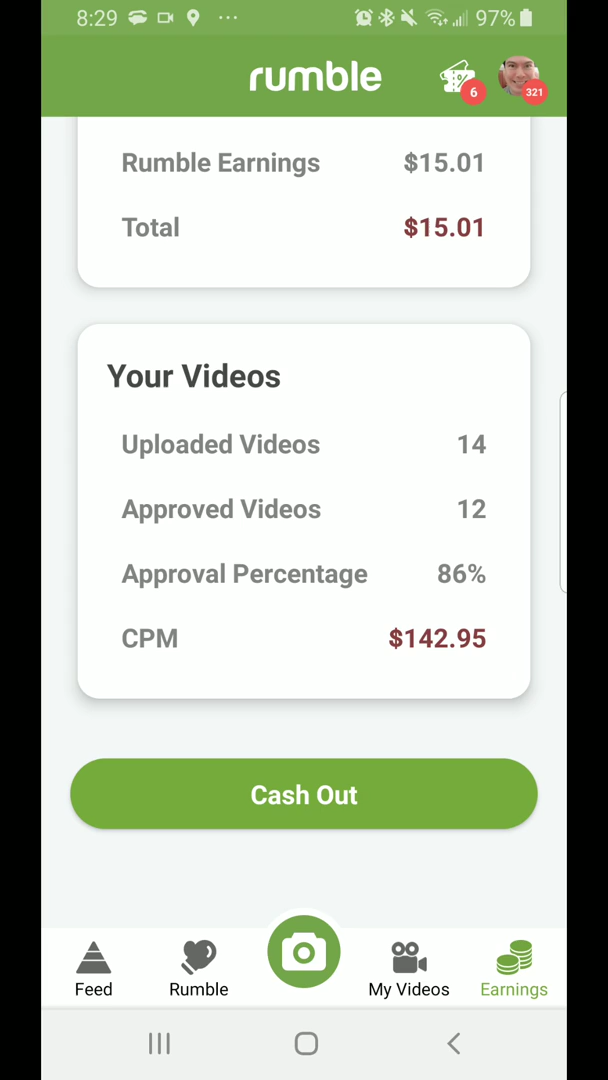 8:29 ... 97%
rumble
6
321
Rumble Earnings $15.01
Total $15.01
Your Videos
Uploaded Videos 14
Approved Videos 12
Approval Percentage 86%
CPM $142.95
Cash Out
Feed Rumble My Videos Earnings